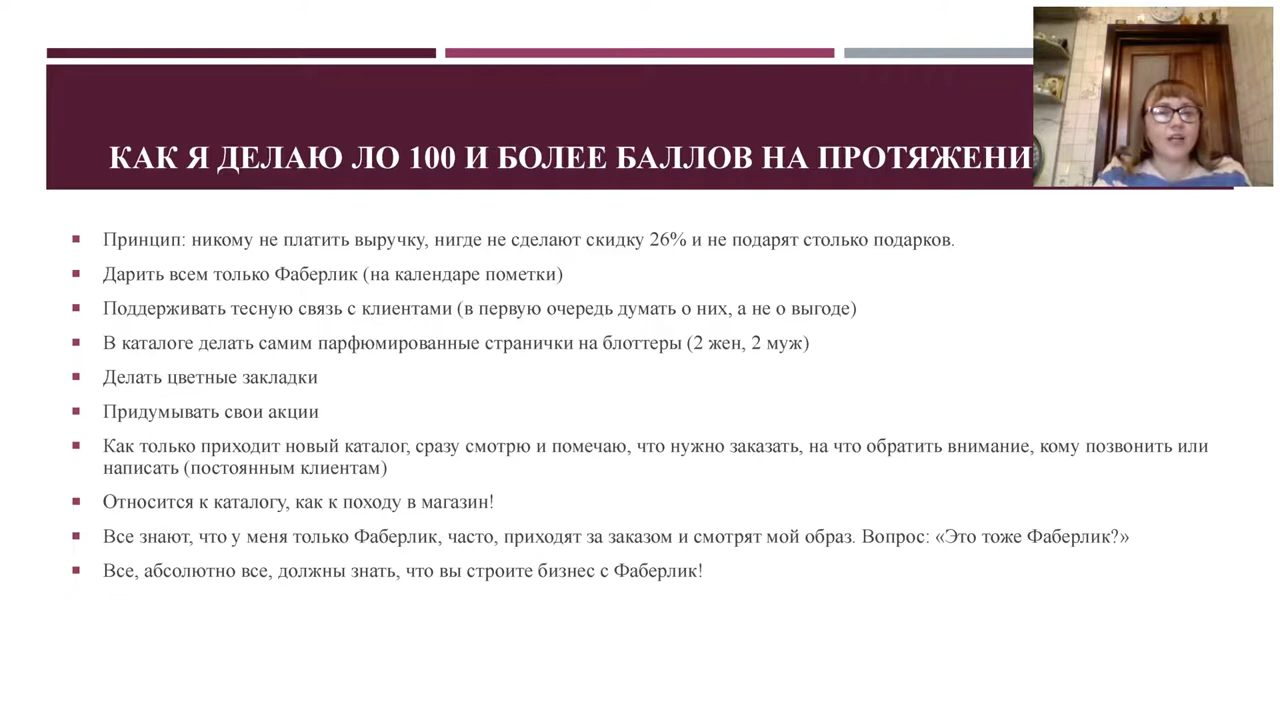 КАК Я ДЕЛАЮ ЛО 100 И БОЛЕЕ БАЛЛОВ НА ПРОТЯЖЕНИ
Принцип: никому не платить выручку, нигде не сделают скидку 26% и не подарят столько подарков.
Дарить всем только Фаберлик (на календаре пометки)
Поддерживать тесную связь с клиентами (в первую очередь думать о них, а не о выгоде)
В каталоге делать самим парфюмированные странички на блоттеры (2 жен, 2 муж)
Делать цветные закладки
Придумывать свои акции
Как только приходит новый каталог, сразу смотрю и помечаю, что нужно заказать, на что обратить внимание, кому позвонить или
написать (постоянным клиентам)
Относится к каталогу, как к походу в магазин!
Все знают, что у меня только Фаберлик, часто, приходят за заказом и смотрят мой образ. Вопрос: «Это тоже Фаберлик?»
Все, абсолютно все, должны знать, что вы строите бизнес с Фаберлик!